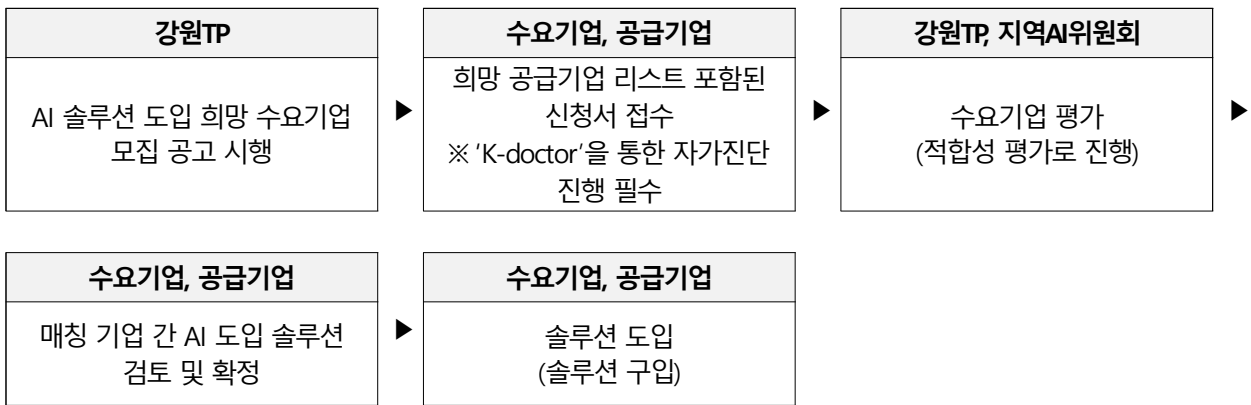 강원TP
AI 솔루션 도입 희망 수요기업
모집 공고 시행
▶
수요기업, 공급기업
희망 공급기업 리스트 포함된
신청서 접수
※ 'K-doctor'을 통한 자가진단
진행 필수
▶
강원TP, 지역AI위원회
수요기업 평가
(적합성 평가로 진행)
▶
수요기업, 공급기업
매칭 기업 간 AI 도입 솔루션
검토 및 확정
▶
수요기업, 공급기업
솔루션 도입
(솔루션 구입)